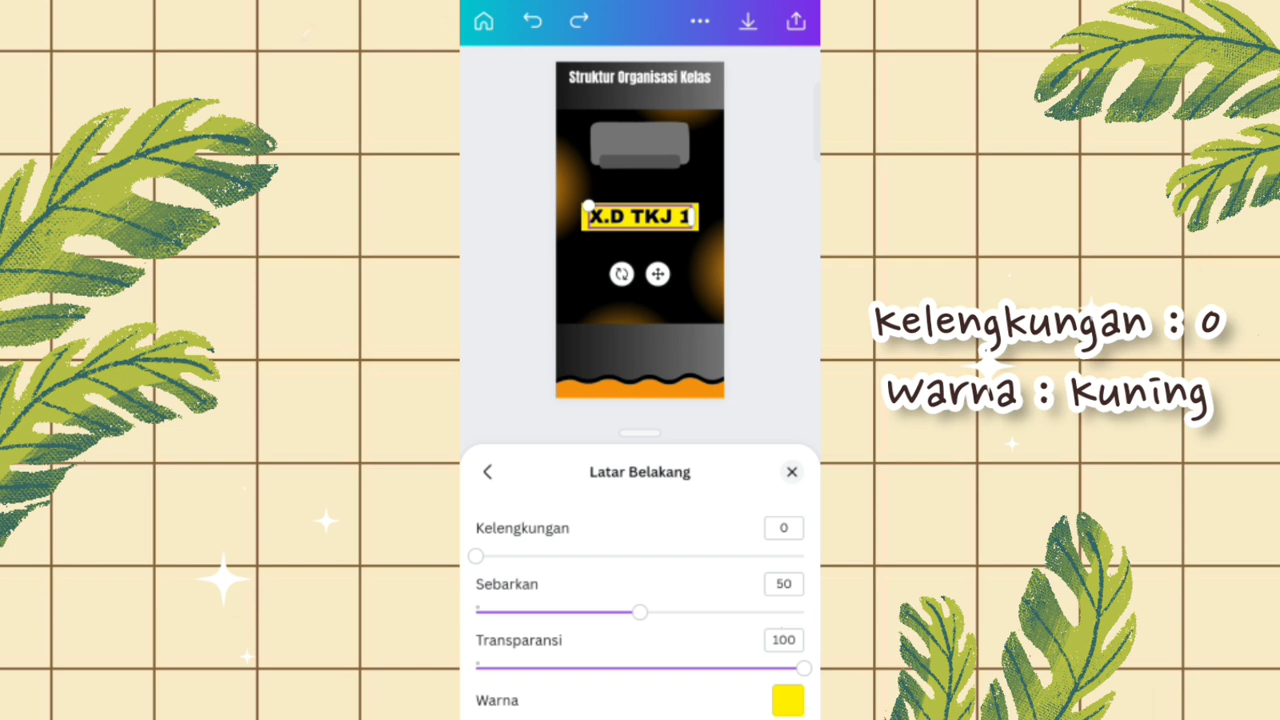 Struktur Organisasi Kelas
X.D TKJ 1
Kelengkungan : 0
Warna : Kuning
Latar Belakang
Kelengkungan 0
Sebarkan 50
Transparansi 100
Warna